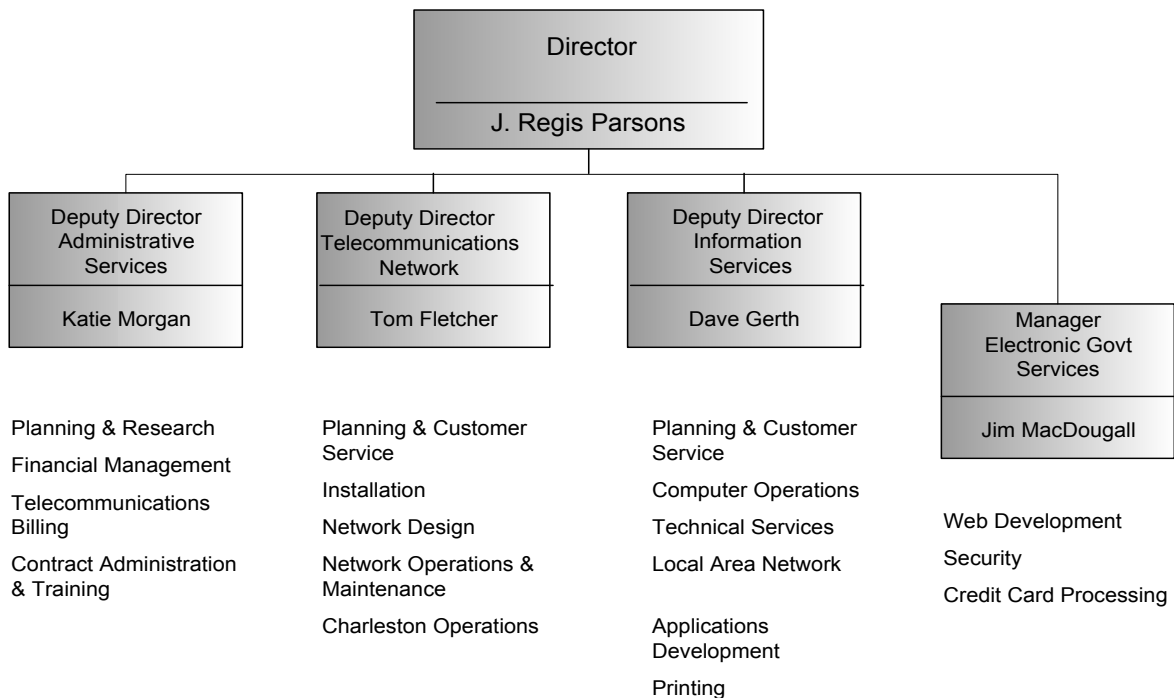 Director
J. Regis Parsons
Deputy Director
Administrative
Services
Katie Morgan
Deputy Director
Telecommunications
Network
Tom Fletcher
Deputy Director
Information
Services
Dave Gerth
Manager
Electronic Govt
Services
Jim MacDougall
Planning & Research
Financial Management
Telecommunications
Billing
Contract Administration
& Training
Planning & Customer
Service
Installation
Network Design
Network Operations &
Maintenance
Charleston Operations
Planning & Customer
Service
Computer Operations
Technical Services
Local Area Network
Applications
Development
Printing
Web Development
Security
Credit Card Processing